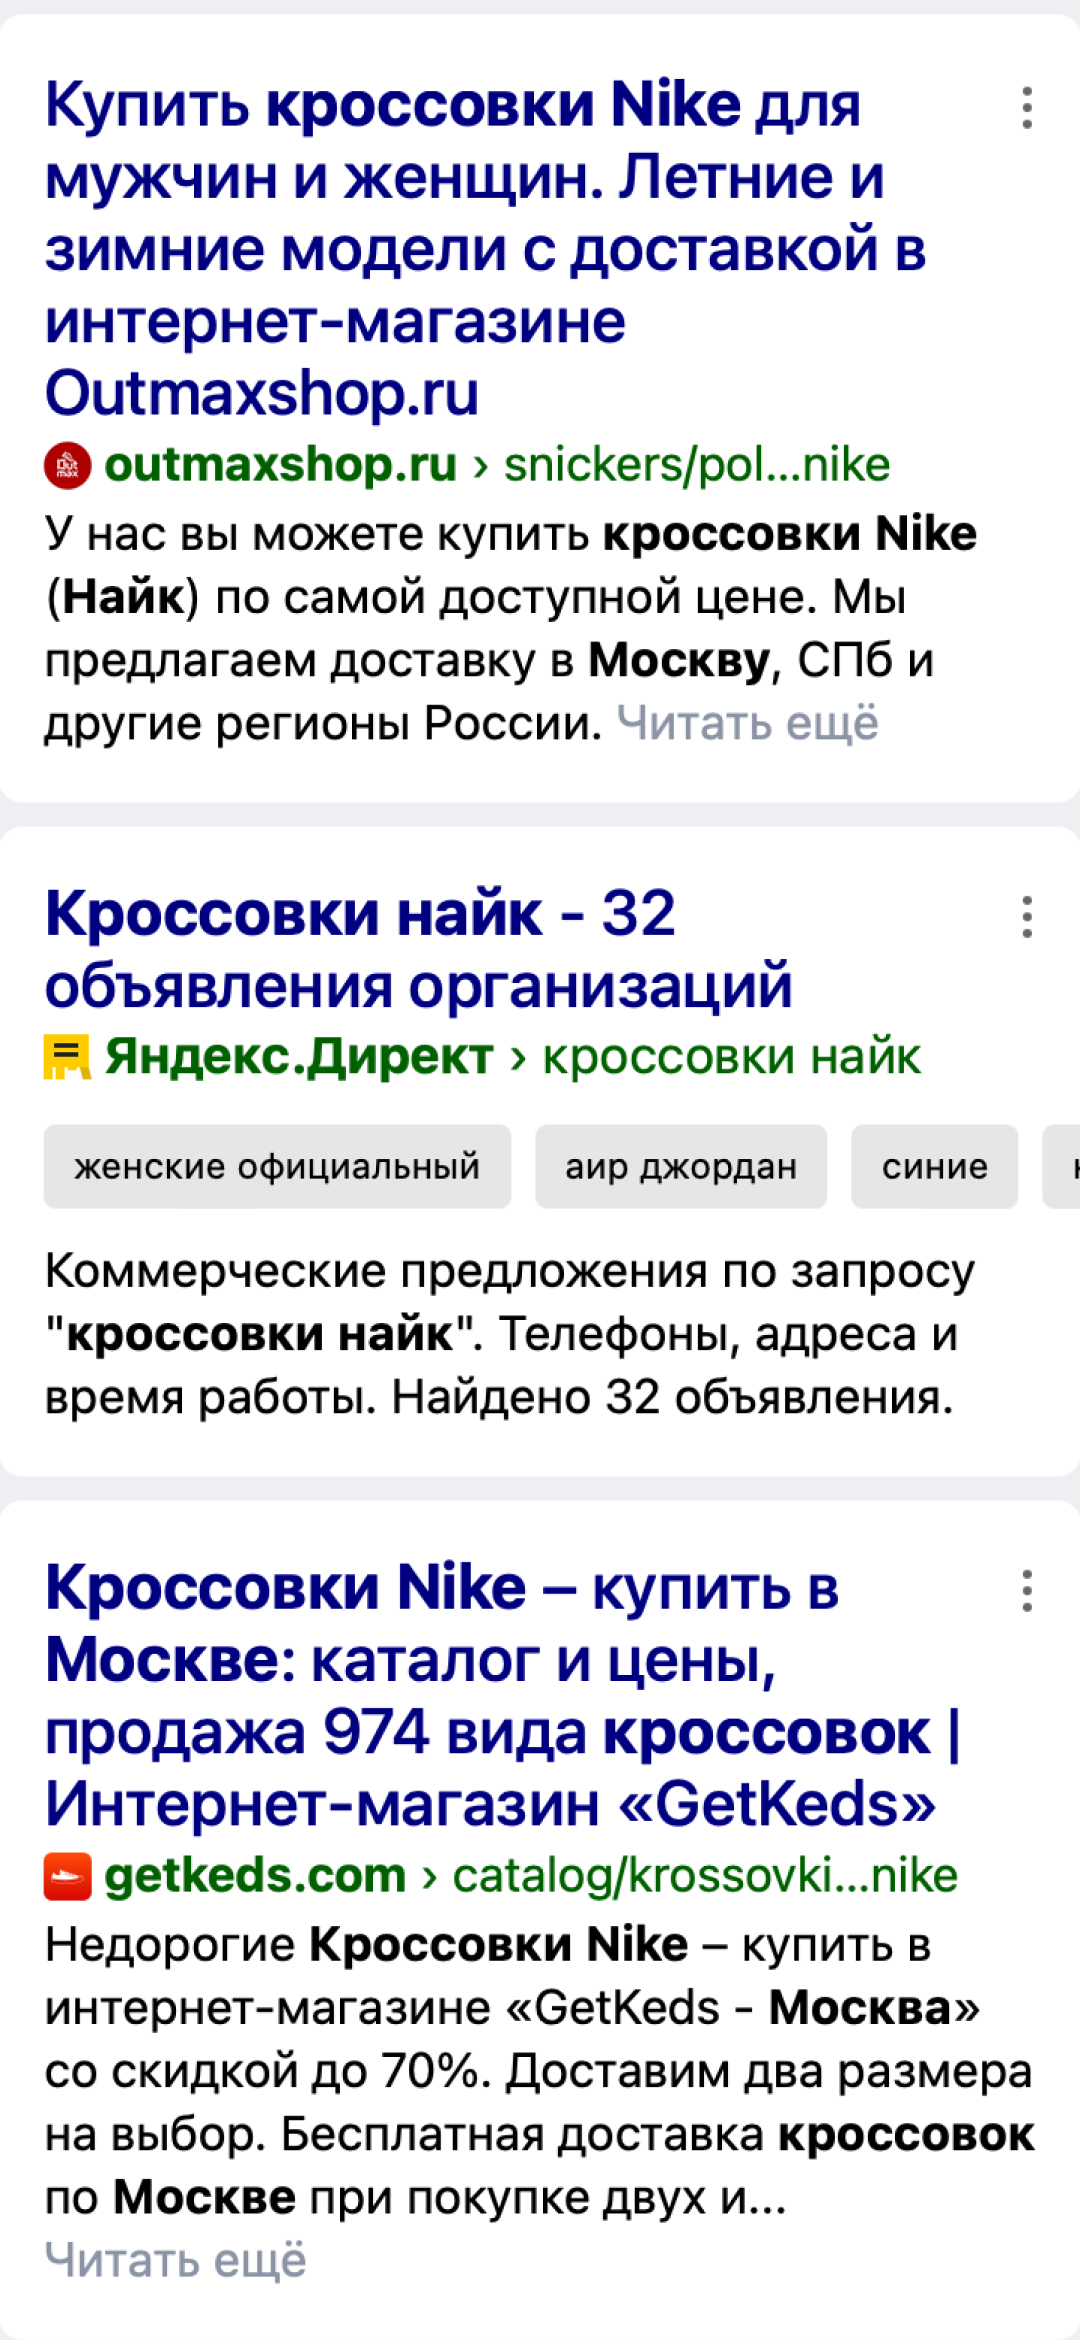 Купить кроссовки Nike для
мужчин и женщин. Летние и
зимние модели с доставкой в
интернет-магазине
Outmaxshop.ru
Out
max
outmaxshop.ru › snickers/pol...nike
У нас вы можете купить кроссовки Nike
(Найк) по самой доступной цене. Мы
предлагаем доставку в Москву, СПб и
другие регионы России. Читать ещё
Кроссовки найк - 32
объявления организаций
Яндекс.Директ › кроссовки найк
женские официальный
аир джордан
синие
Коммерческие предложения по запросу
"кроссовки найк". Телефоны, адреса и
время работы. Найдено 32 объявления.
Кроссовки Nike – купить в
Москве: каталог и цены,
продажа 974 вида кроссовок |
Интернет-магазин «GetKeds»
getkeds.com › catalog/krossovki...nike
Недорогие Кроссовки Nike – купить в
интернет-магазине «GetKeds - Москва»
со скидкой до 70%. Доставим два размера
на выбор. Бесплатная доставка кроссовок
по Москве при покупке двух и...
Читать ещё